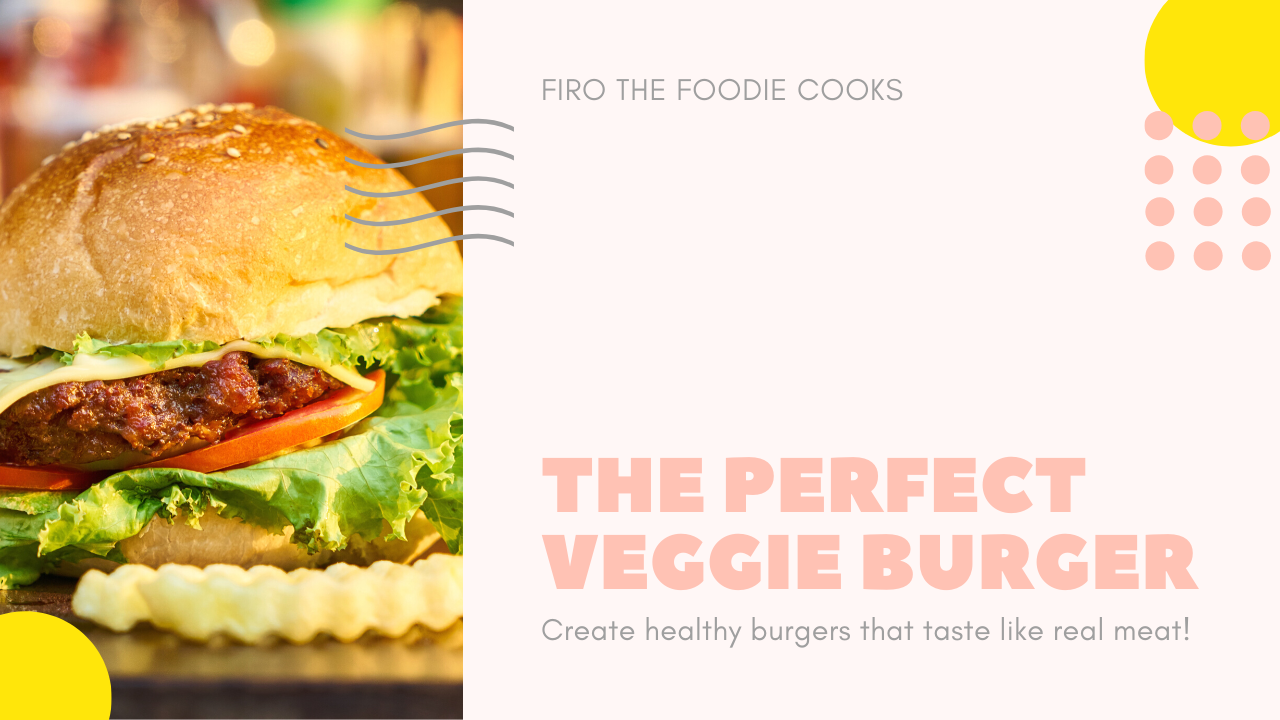 FIRO THE FOODIE COOKS
THE PERFECT
VEGGIE BURGER
Create healthy burgers that taste like real meat!